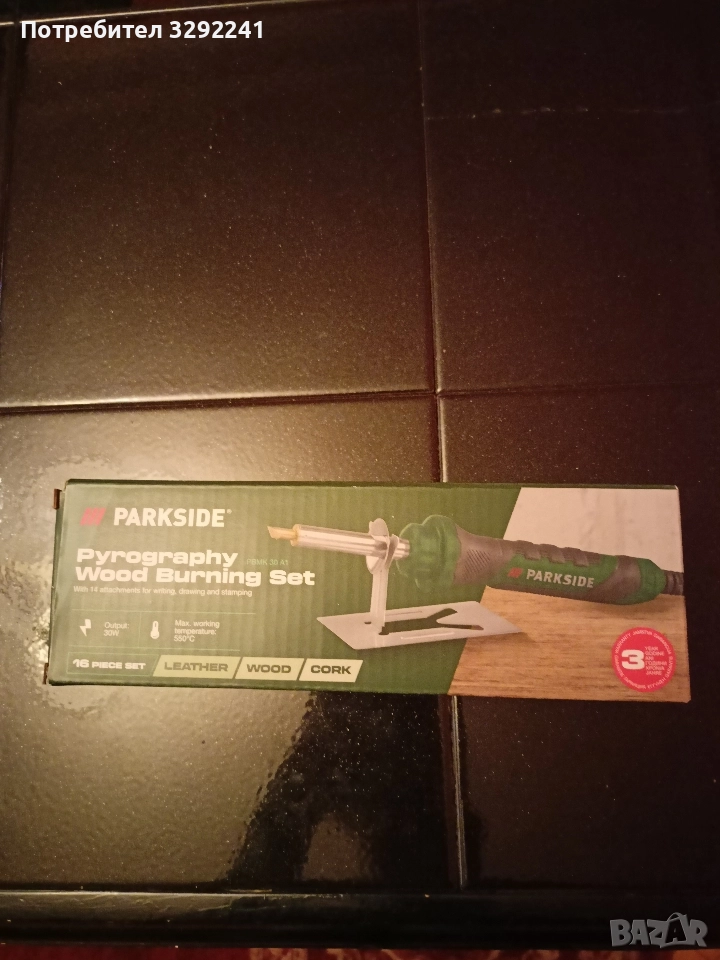 Потребител 3292241
PARKSIDE®
Pyrography
Wood Burning Set
With 14 attachments for writing, drawing and stamping
Output:
30W
Max. working
temperature:
550°C
16 PIECE SET
LEATHER
WOOD
CORK
PARKSIDE
3
BAZAR